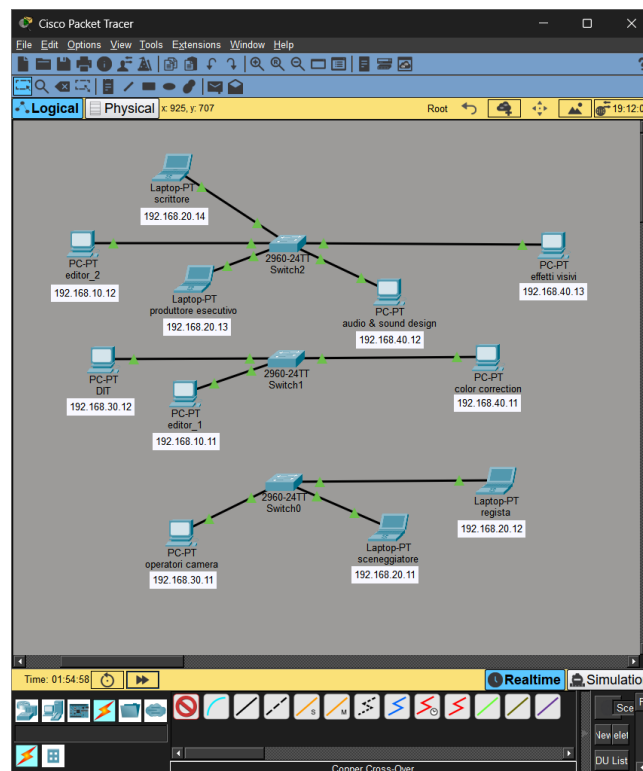 Cisco Packet Tracer
File Edit Options View Tools Extensions Window Help
Logical Physical x: 925, y: 707 Root 19:12:0
Laptop-PT
scrittore
192.168.20.14
2960-24TT
Switch2
PC-PT
editor_2
192.168.10.12
PC-PT
effetti visivi
192.168.40.13
Laptop-PT
produttore esecutivo
192.168.20.13
PC-PT
audio & sound design
192.168.40.12
2960-24TT
Switch1
PC-PT
DIT
192.168.30.12
PC-PT
color correction
192.168.40.11
PC-PT
editor_1
192.168.10.11
2960-24TT
Switch0
Laptop-PT
regista
192.168.20.12
PC-PT
operatori camera
192.168.30.11
Laptop-PT
sceneggiatore
192.168.20.11
Time: 01:54:58 Realtime Simulatio
S M
Sce
New elet
DU List
Copper Cross-Over